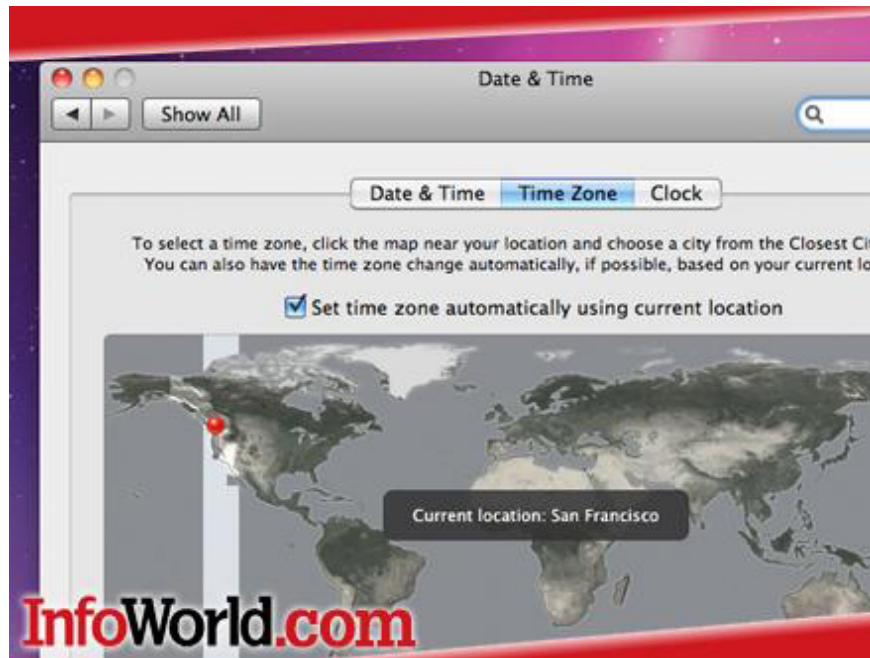 Date & Time
Show All
Date & Time Time Zone Clock
To select a time zone, click the map near your location and choose a city from the Closest
You can also have the time zone change automatically, if possible, based on your current
Set time zone automatically using current location
Current location: San Francisco
InfoWorld.com